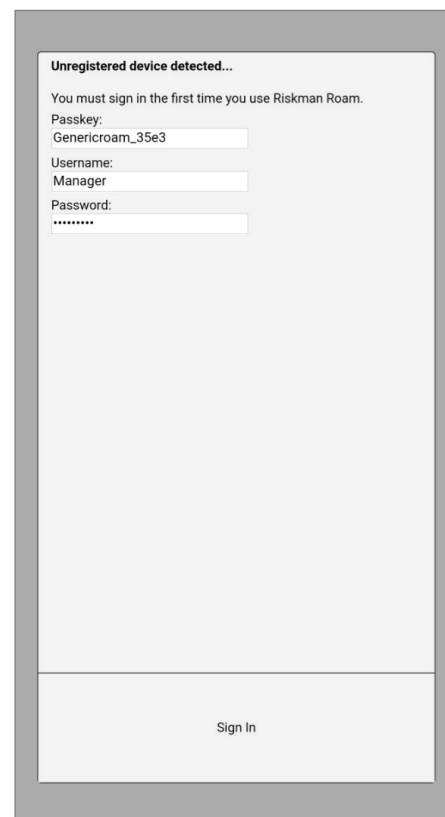 Unregistered device detected...
You must sign in the first time you use Riskman Roam.
Passkey:
Genericroam_35e3
Username:
Manager
Password:
•••••••••
Sign In